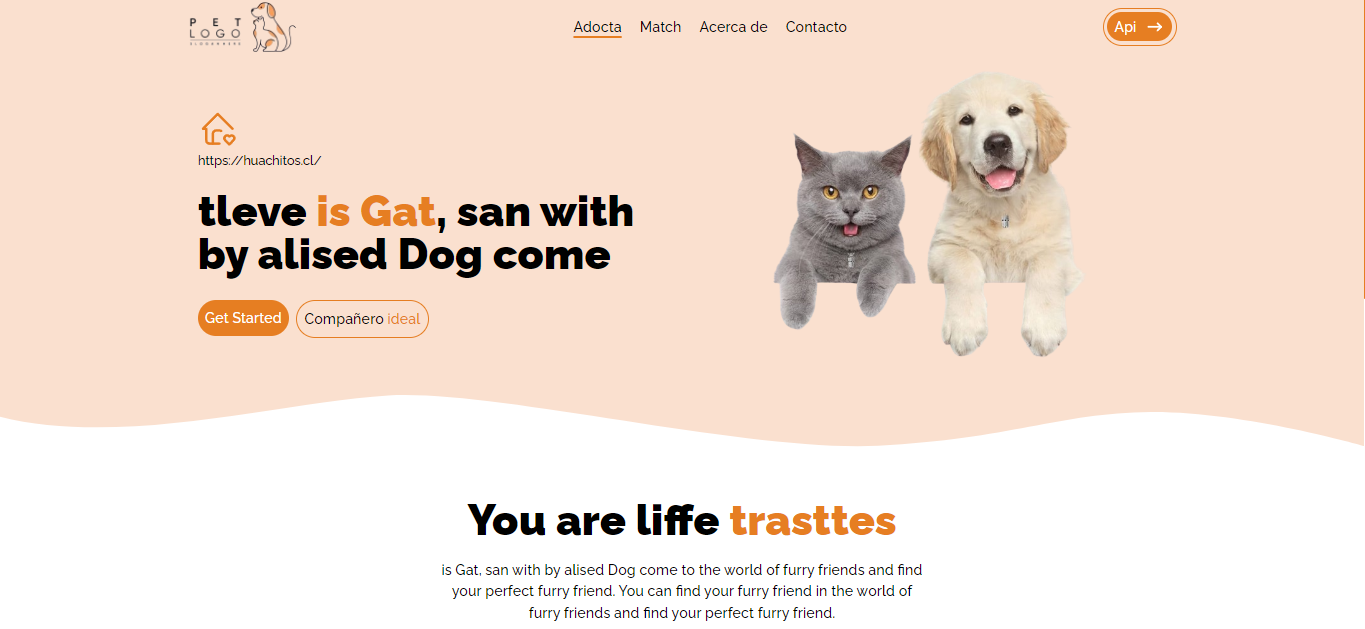 PET
LOGO
Adocta Match Acerca de Contacto
Api →
https://huachitos.cl/
tleve is Gat, san with
by alised Dog come
Get Started Compañero ideal
You are liffe trasttes
is Gat, san with by alised Dog come to the world of furry friends and find
your perfect furry friend. You can find your furry friend in the world of
furry friends and find your perfect furry friend.